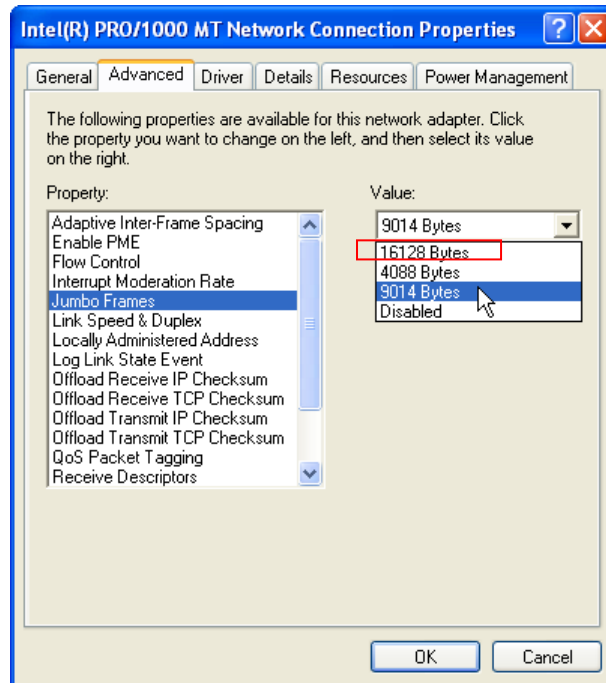 Intel(R) PRO/1000 MT Network Connection Properties
General Advanced Driver Details Resources Power Management
The following properties are available for this network adapter. Click
the property you want to change on the left, and then select its value
on the right.
Property:
Value:
Adaptive Inter-Frame Spacing
Enable PME
Flow Control
Interrupt Moderation Rate
Jumbo Frames
Link Speed & Duplex
Locally Administered Address
Log Link State Event
Offload Receive IP Checksum
Offload Receive TCP Checksum
Offload Transmit IP Checksum
Offload Transmit TCP Checksum
QoS Packet Tagging
Receive Descriptors
9014 Bytes
16128 Bytes
4088 Bytes
9014 Bytes
Disabled
OK Cancel